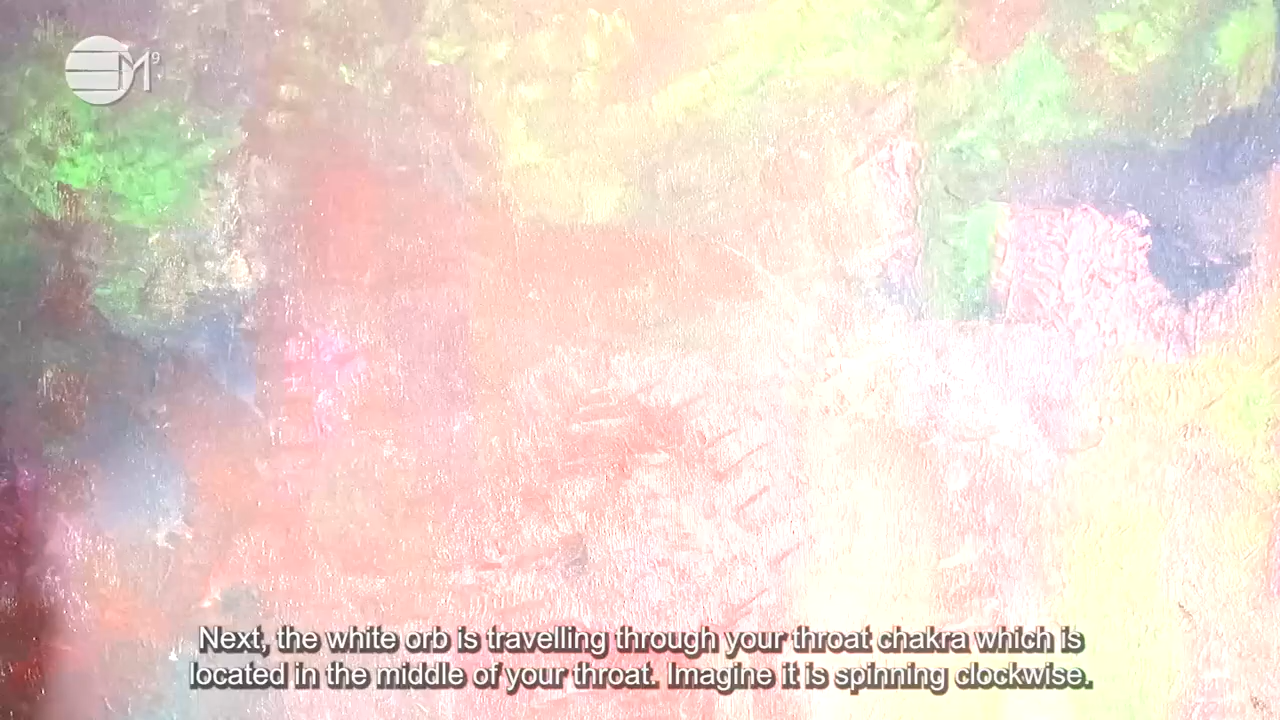 M9
Next, the white orb is travelling through your throat chakra which is
located in the middle of your throat. Imagine it is spinning clockwise.